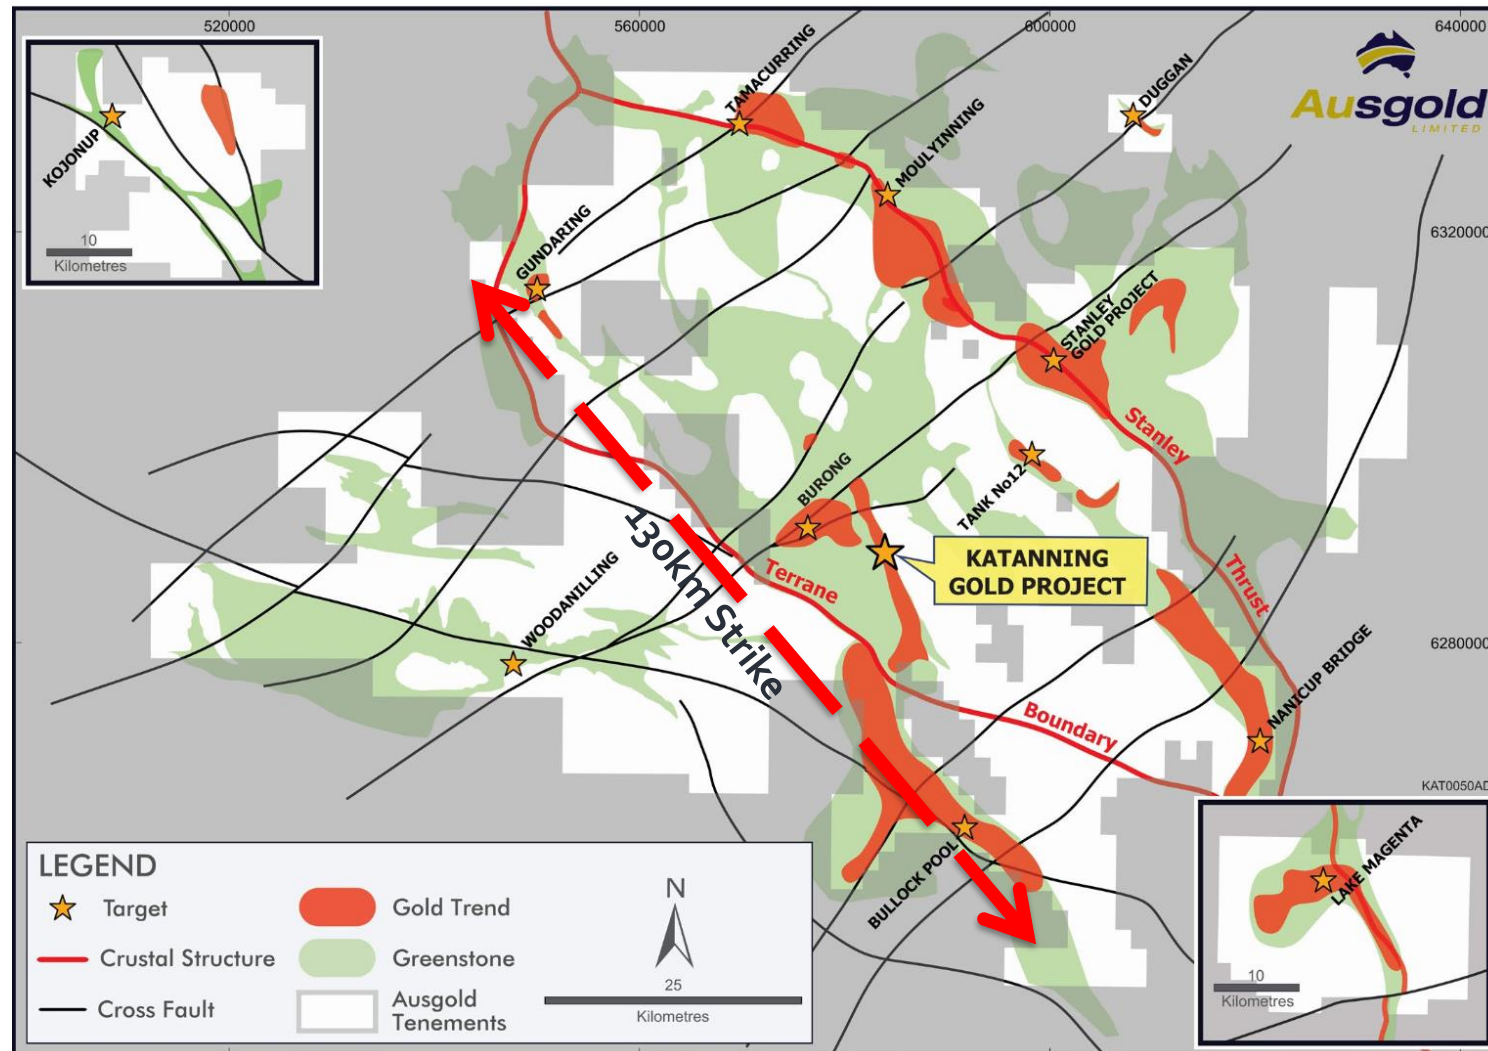 520000
560000
600000
640000
TAMACURRING
DUGGAN
Ausgold
LIMITED
KOJONUP
10
Kilometres
MOULYINNING
GUNDARING
6320000
STANLEY
GOLD PROJECT
Stanley
BURONG
TANK No12
130km Strike
KATANNING
GOLD PROJECT
Terrane
Thrust
WOODANILLING
6280000
NANICUP BRIDGE
Boundary
KAT0050AD
BULLOCK POOL
LAKE MAGENTA
10
Kilometres
LEGEND
Target
Gold Trend
Crustal Structure
Greenstone
Cross Fault
Ausgold
Tenements
N
25
Kilometres